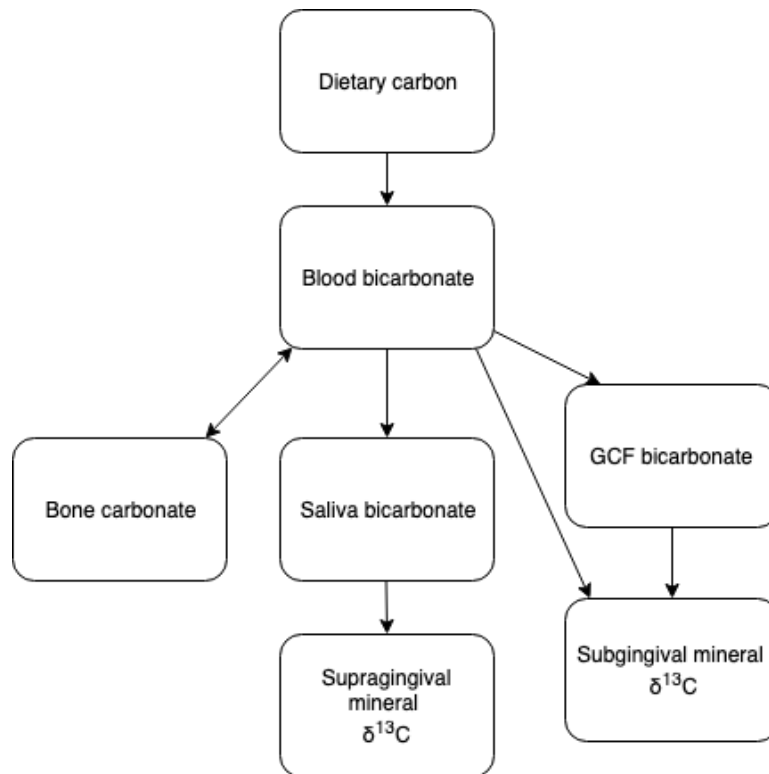 Dietary carbon
Blood bicarbonate
Bone carbonate
Saliva bicarbonate
GCF bicarbonate
Supragingival
mineral
δ¹³C
Subgingival mineral
δ¹³C